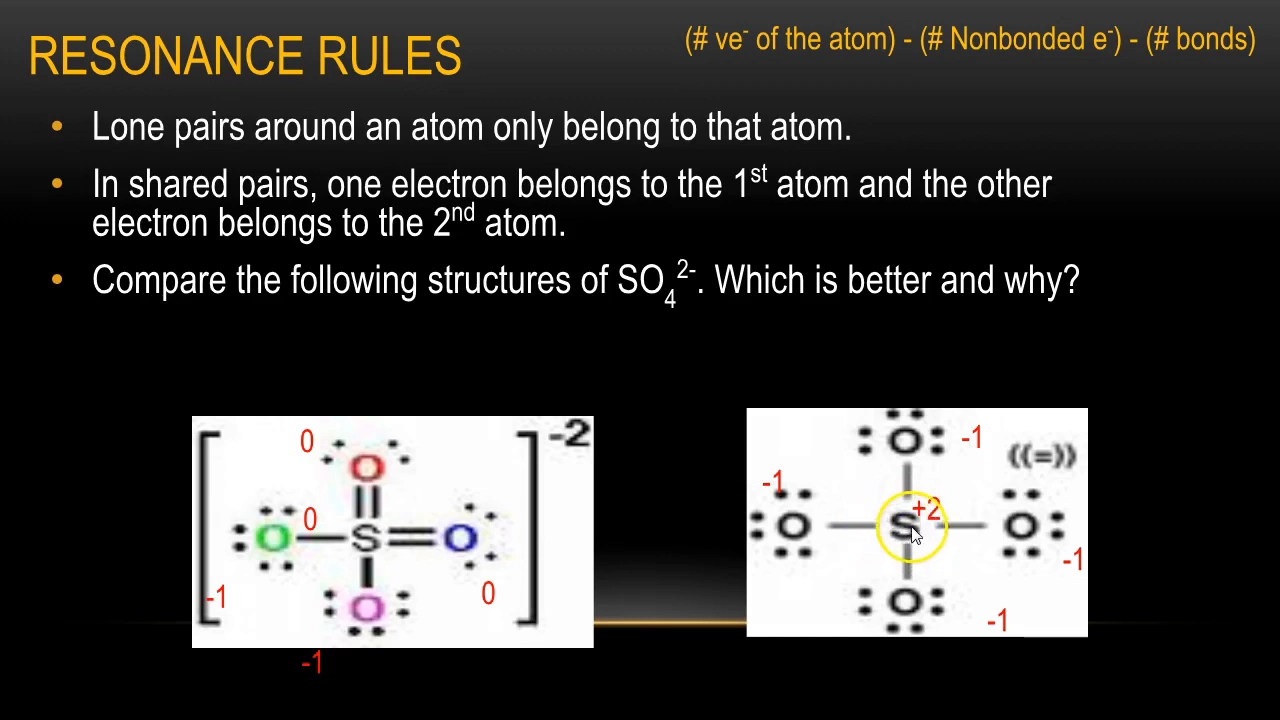 RESONANCE RULES
(# ve⁻ of the atom) - (# Nonbonded e⁻) - (# bonds)
• Lone pairs around an atom only belong to that atom.
• In shared pairs, one electron belongs to the 1ˢᵗ atom and the other
electron belongs to the 2ⁿᵈ atom.
• Compare the following structures of SO₄²⁻. Which is better and why?
-2
0
O
0
O S O
-1
0
O
-1
O -1
((=))
-1
+2
O S O
-1
O
-1